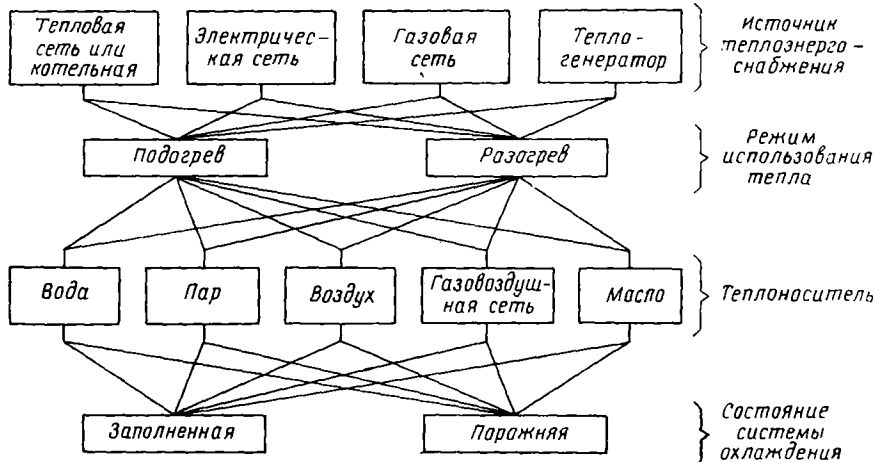 Тепловая
сеть или
котельная
Электричес-
кая сеть
Газовая
сеть
Тепло-
генератор
Источник
теплоэнерго-
снабжения
Подогрев
Разогрев
Режим
использования
тепла
Вода
Пар
Воздух
Газовоздуш-
ная сеть
Масло
Теплоноситель
Заполненная
Порожняя
Состояние
системы
охлаждения